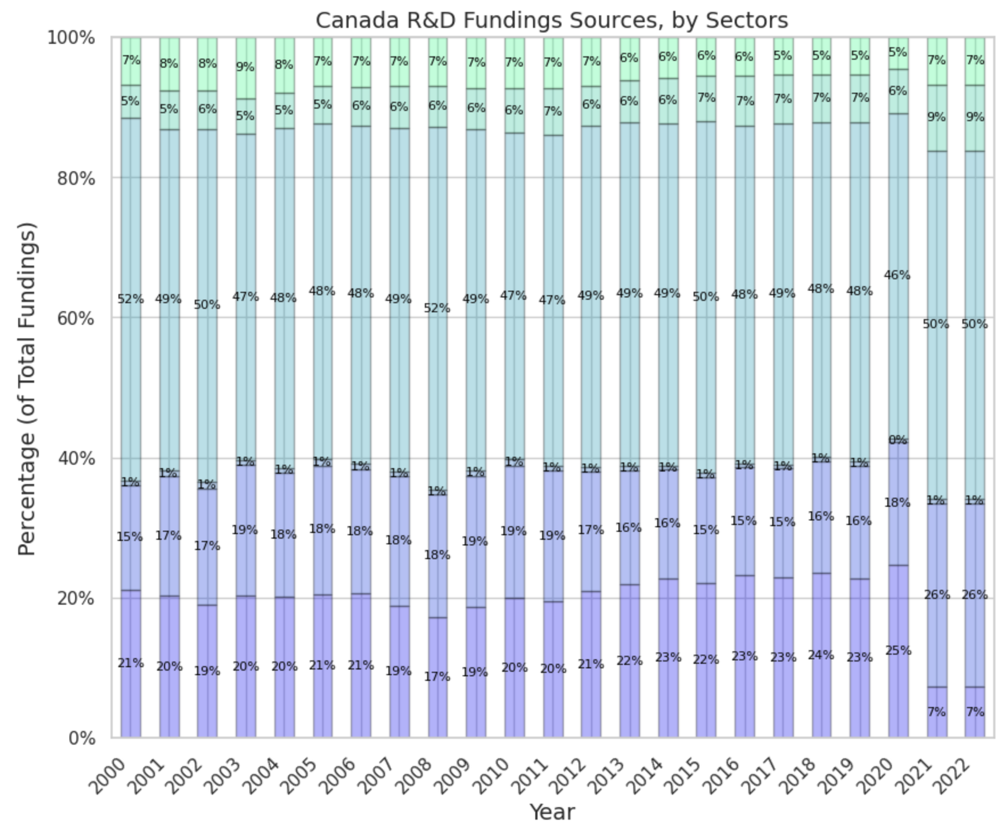 Canada R&D Fundings Sources, by Sectors
100%
80%
60%
40%
20%
0%
Percentage (of Total Fundings)
7% 8% 8% 9% 8% 7% 7% 7% 7% 7% 7% 7% 7% 6% 6% 6% 6% 5% 5% 5% 5% 7% 7%
5% 5% 6% 5% 5% 5% 6% 6% 6% 6% 6% 7% 6% 6% 6% 7% 7% 7% 7% 7% 6% 9% 9%
52% 49% 50% 47% 48% 48% 48% 49% 52% 49% 47% 47% 49% 49% 49% 50% 48% 49% 48% 48% 46% 50% 50%
1% 1% 1% 1% 1% 1% 1% 1% 1% 1% 1% 1% 1% 1% 1% 1% 1% 1% 1% 1% 0% 1% 1%
15% 17% 17% 19% 18% 18% 18% 18% 18% 19% 19% 19% 17% 16% 16% 15% 15% 15% 16% 16% 18% 26% 26%
21% 20% 19% 20% 20% 21% 21% 19% 17% 19% 20% 20% 21% 22% 23% 22% 23% 23% 24% 23% 25% 7% 7%
2000 2001 2002 2003 2004 2005 2006 2007 2008 2009 2010 2011 2012 2013 2014 2015 2016 2017 2018 2019 2020 2021 2022
Year